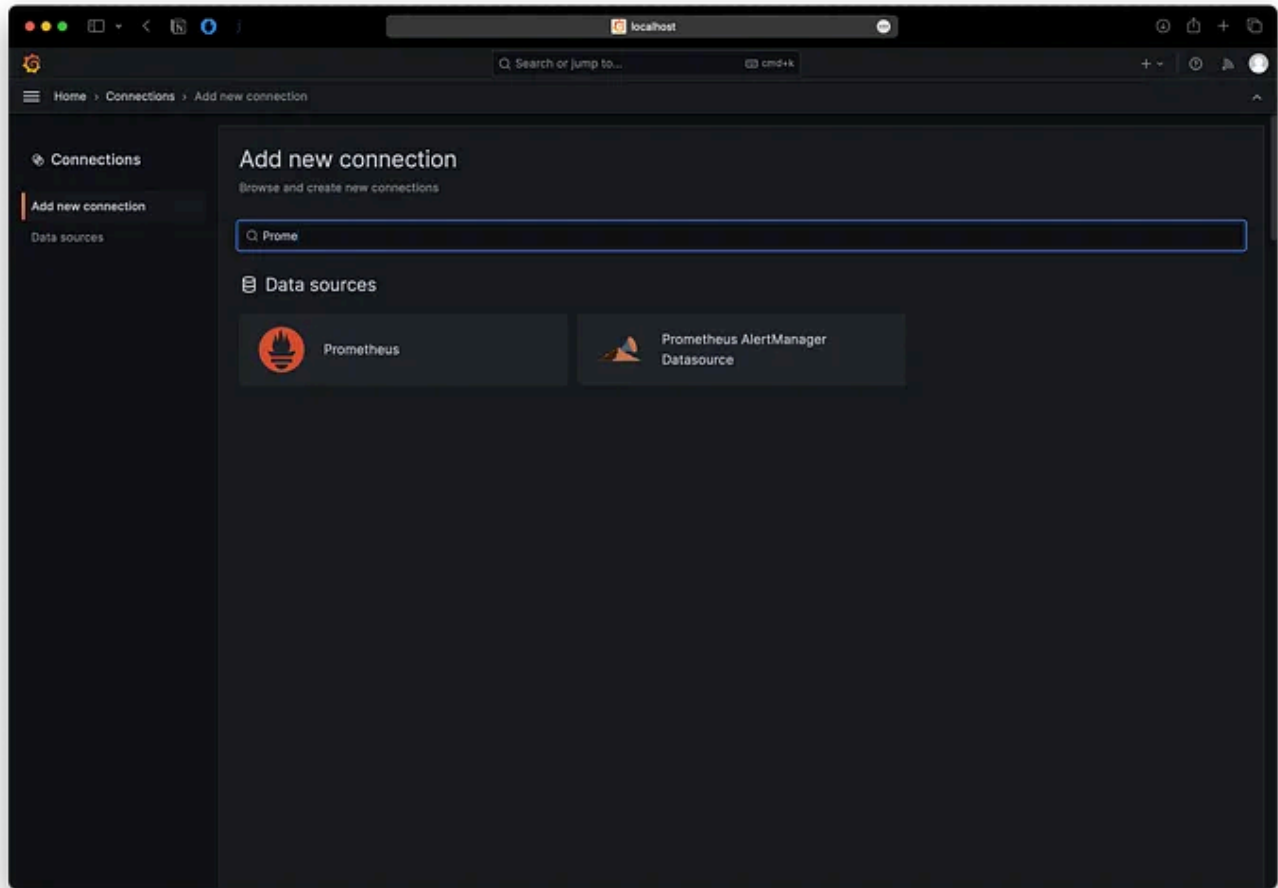 localhost
Search or jump to... cmd+k
Home › Connections › Add new connection
Connections
Add new connection
Data sources
Add new connection
Browse and create new connections
Prome
Data sources
Prometheus
Prometheus AlertManager
Datasource